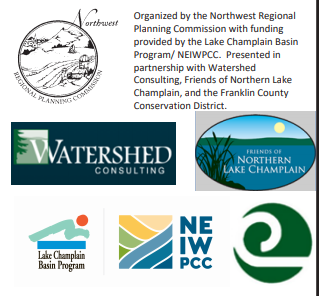 Northwest
REGIONAL PLANNING COMMISSION
Organized by the Northwest Regional
Planning Commission with funding
provided by the Lake Champlain Basin
Program/ NEIWPCC.  Presented in
partnership with Watershed
Consulting, Friends of Northern Lake
Champlain, and the Franklin County
Conservation District.
WATERSHED
CONSULTING
FRIENDS OF
NORTHERN
LAKE CHAMPLAIN
Lake Champlain
Basin Program
NE
IW
PCC